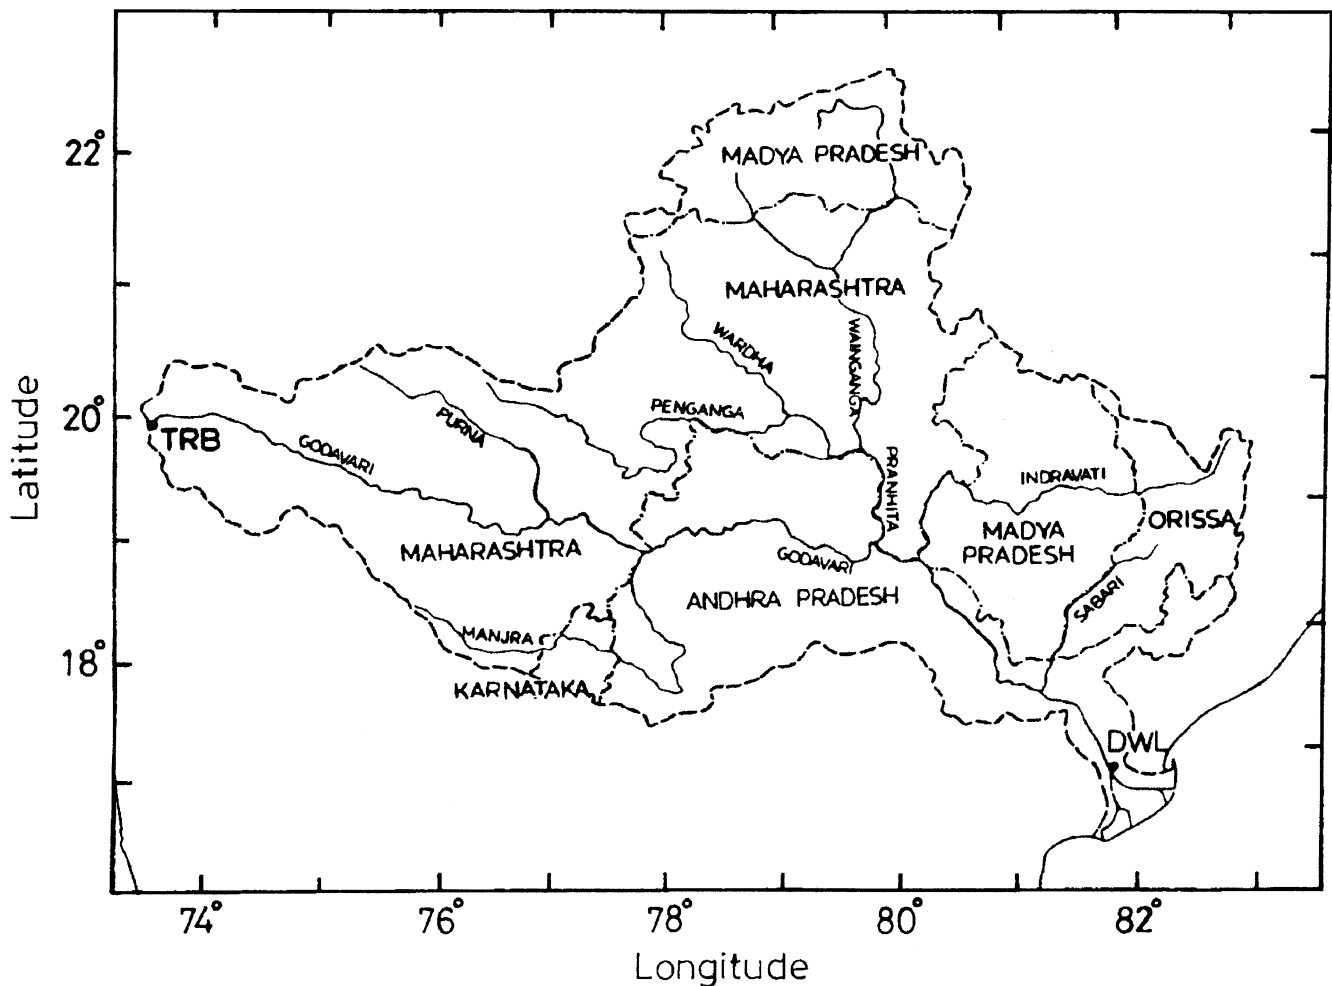 22°
MADYA PRADESH
MAHARASHTRA
WARDHA
WAINGANGA
20°
PENGANGA
PURNA
TRB
GODAVARI
PRANHITA
INDRAVATI
Latitude
MADYA
PRADESH
ORISSA
MAHARASHTRA
GODAVARI
ANDHRA PRADESH
SABARI
MANJRA
18°
KARNATAKA
DWL
74° 76° 78° 80° 82°
Longitude